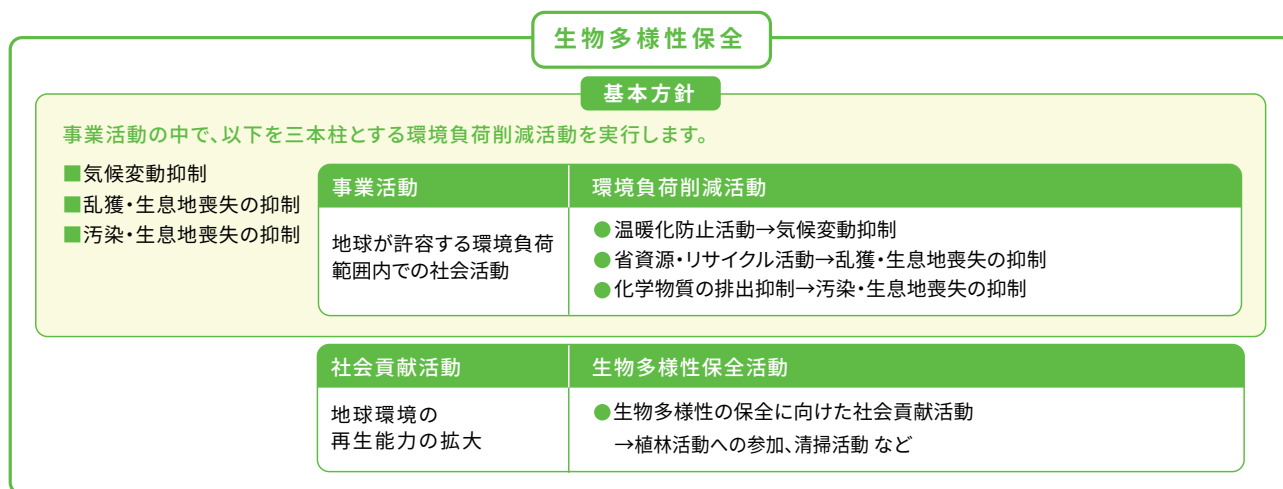 生物多様性保全
基本方針
事業活動の中で、以下を三本柱とする環境負荷削減活動を実行します。
■気候変動抑制
■乱獲・生息地喪失の抑制
■汚染・生息地喪失の抑制
事業活動
環境負荷削減活動
地球が許容する環境負荷
範囲内での社会活動
●温暖化防止活動→気候変動抑制
●省資源・リサイクル活動→乱獲・生息地喪失の抑制
●化学物質の排出抑制→汚染・生息地喪失の抑制
社会貢献活動
生物多様性保全活動
地球環境の
再生能力の拡大
●生物多様性の保全に向けた社会貢献活動
→植林活動への参加、清掃活動 など